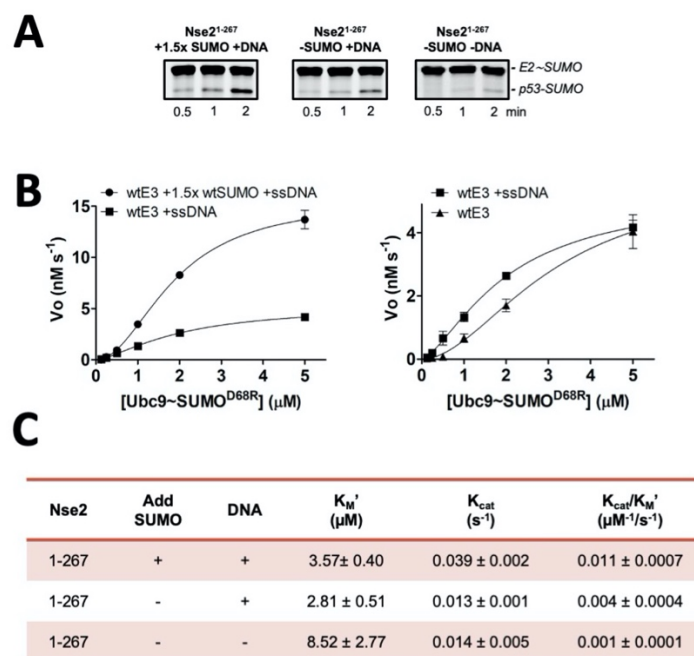 A
Nse2¹⁻²⁶⁷ +1.5x SUMO +DNA
Nse2¹⁻²⁶⁷ -SUMO +DNA
Nse2¹⁻²⁶⁷ -SUMO -DNA
- E2~SUMO
- p53-SUMO
0.5 1 2
0.5 1 2
0.5 1 2 min
B
wtE3 +1.5x wtSUMO +ssDNA
wtE3 +ssDNA
Vo (nM s⁻¹)
15
10
5
0
0 1 2 3 4 5
[Ubc9~SUMOᴰ⁶⁸ᴿ] (μM)
wtE3 +ssDNA
wtE3
Vo (nM s⁻¹)
4
2
0
0 1 2 3 4 5
[Ubc9~SUMOᴰ⁶⁸ᴿ] (μM)
C
Nse2 Add SUMO DNA K_M' (μM) K_cat (s⁻¹) K_cat/K_M' (μM⁻¹/s⁻¹)
1-267 + + 3.57± 0.40 0.039 ± 0.002 0.011 ± 0.0007
1-267 - + 2.81 ± 0.51 0.013 ± 0.001 0.004 ± 0.0004
1-267 - - 8.52 ± 2.77 0.014 ± 0.005 0.001 ± 0.0001